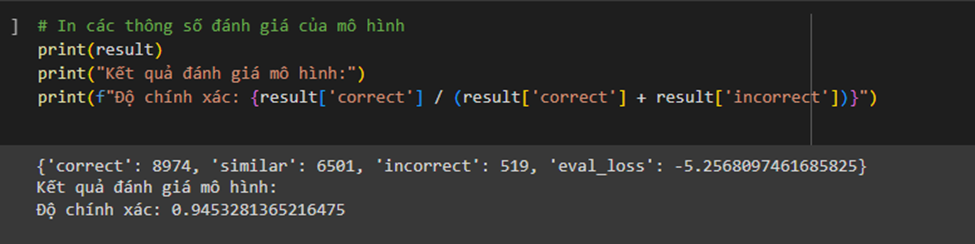 ] # In các thông số đánh giá của mô hình
print(result)
print("Kết quả đánh giá mô hình:")
print(f"Độ chính xác: {result['correct'] / (result['correct'] + result['incorrect'])}")
{'correct': 8974, 'similar': 6501, 'incorrect': 519, 'eval_loss': -5.2568097461685825}
Kết quả đánh giá mô hình:
Độ chính xác: 0.9453281365216475